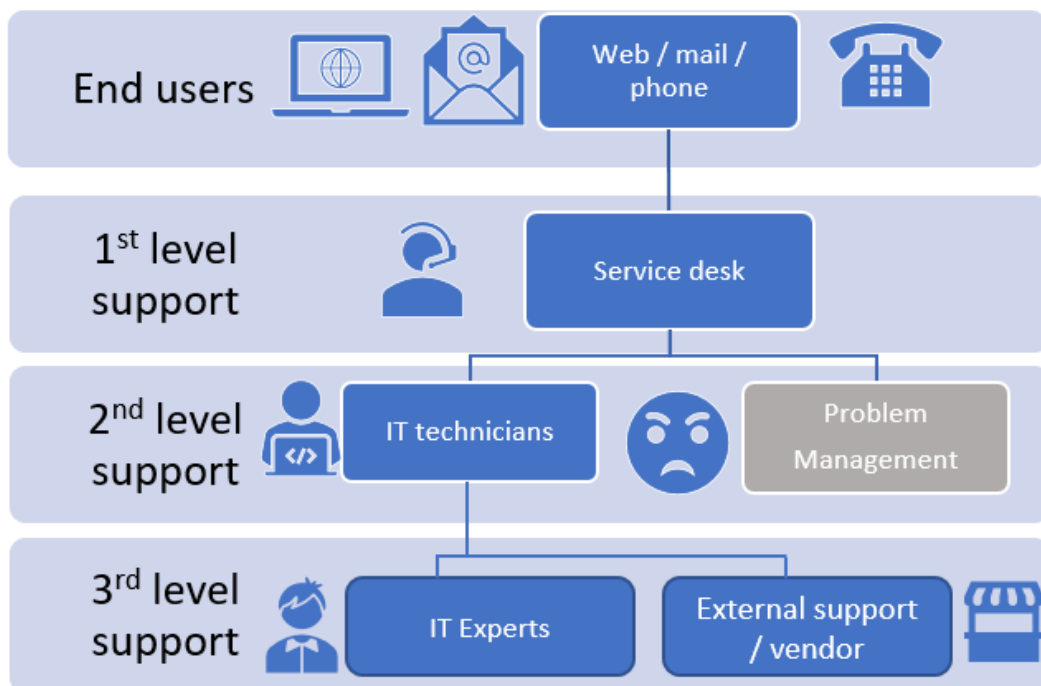 End users
Web / mail /
phone
@
1st level
support
Service desk
2nd level
support
</>
IT technicians
Problem
Management
3rd level
support
IT Experts
External support
/ vendor